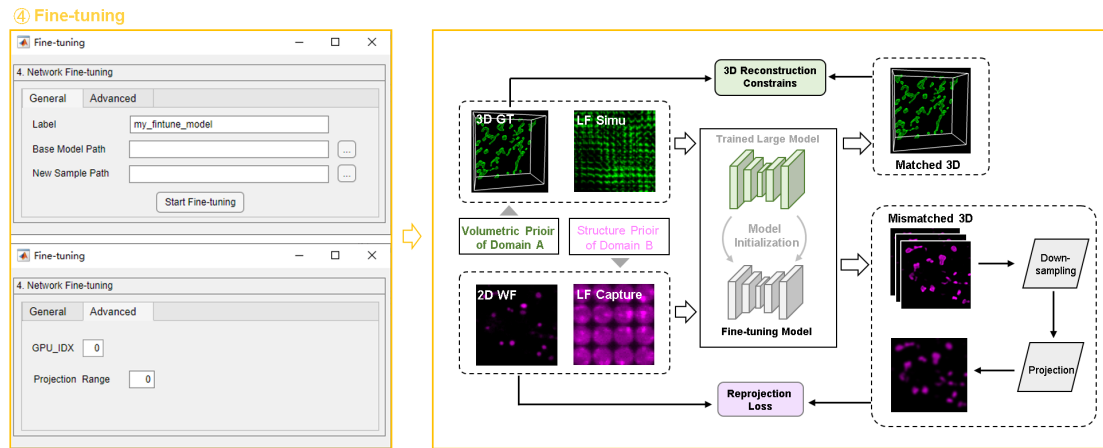 ④ Fine-tuning
Fine-tuning
4. Network Fine-tuning
General
Advanced
Label
my_fintune_model
Base Model Path
...
New Sample Path
...
Start Fine-tuning
Fine-tuning
4. Network Fine-tuning
General
Advanced
GPU_IDX
0
Projection Range
0
3D Reconstruction
Constrains
3D GT
LF Simu
Trained Large Model
Matched 3D
Volumetric Prioir
of Domain A
Structure Prioir
of Domain B
Model
Initialization
Mismatched 3D
Down-
sampling
2D WF
LF Capture
Fine-tuning Model
Projection
Reprojection
Loss